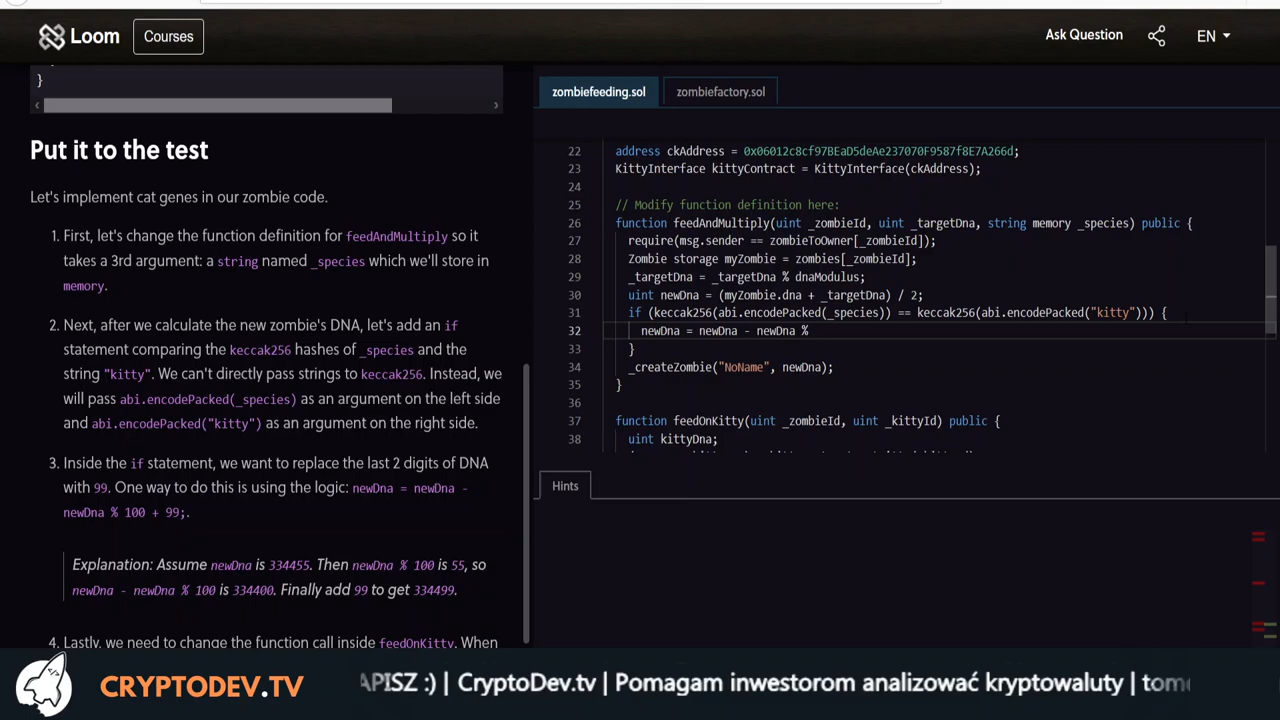 Loom
Courses
Ask Question
EN
}
Put it to the test
Let's implement cat genes in our zombie code.
1. First, let's change the function definition for feedAndMultiply so it
takes a 3rd argument: a string named _species which we'll store in
memory.
2. Next, after we calculate the new zombie's DNA, let's add an if
statement comparing the keccak256 hashes of _species and the
string "kitty". We can't directly pass strings to keccak256. Instead, we
will pass abi.encodePacked(_species) as an argument on the left side
and abi.encodePacked("kitty") as an argument on the right side.
3. Inside the if statement, we want to replace the last 2 digits of DNA
with 99. One way to do this is using the logic: newDna = newDna -
newDna % 100 + 99;.
Explanation: Assume newDna is 334455. Then newDna % 100 is 55, so
newDna - newDna % 100 is 334400. Finally add 99 to get 334499.
4. Lastly, we need to change the function call inside feedOnKitty. When
zombiefeeding.sol
zombiefactory.sol
22 address ckAddress = 0x06012c8cf97BEaD5deAe237070F9587f8E7A266d;
23 KittyInterface kittyContract = KittyInterface(ckAddress);
24
25 // Modify function definition here:
26 function feedAndMultiply(uint _zombieId, uint _targetDna, string memory _species) public {
27 require(msg.sender == zombieToOwner[_zombieId]);
28 Zombie storage myZombie = zombies[_zombieId];
29 _targetDna = _targetDna % dnaModulus;
30 uint newDna = (myZombie.dna + _targetDna) / 2;
31 if (keccak256(abi.encodePacked(_species)) == keccak256(abi.encodePacked("kitty"))) {
32 newDna = newDna - newDna %
33 }
34 _createZombie("NoName", newDna);
35 }
36
37 function feedOnKitty(uint _zombieId, uint _kittyId) public {
38 uint kittyDna;
Hints
CRYPTODEV.TV
APISZ :) | CryptoDev.tv | Pomagam inwestorom analizować kryptowaluty | tom